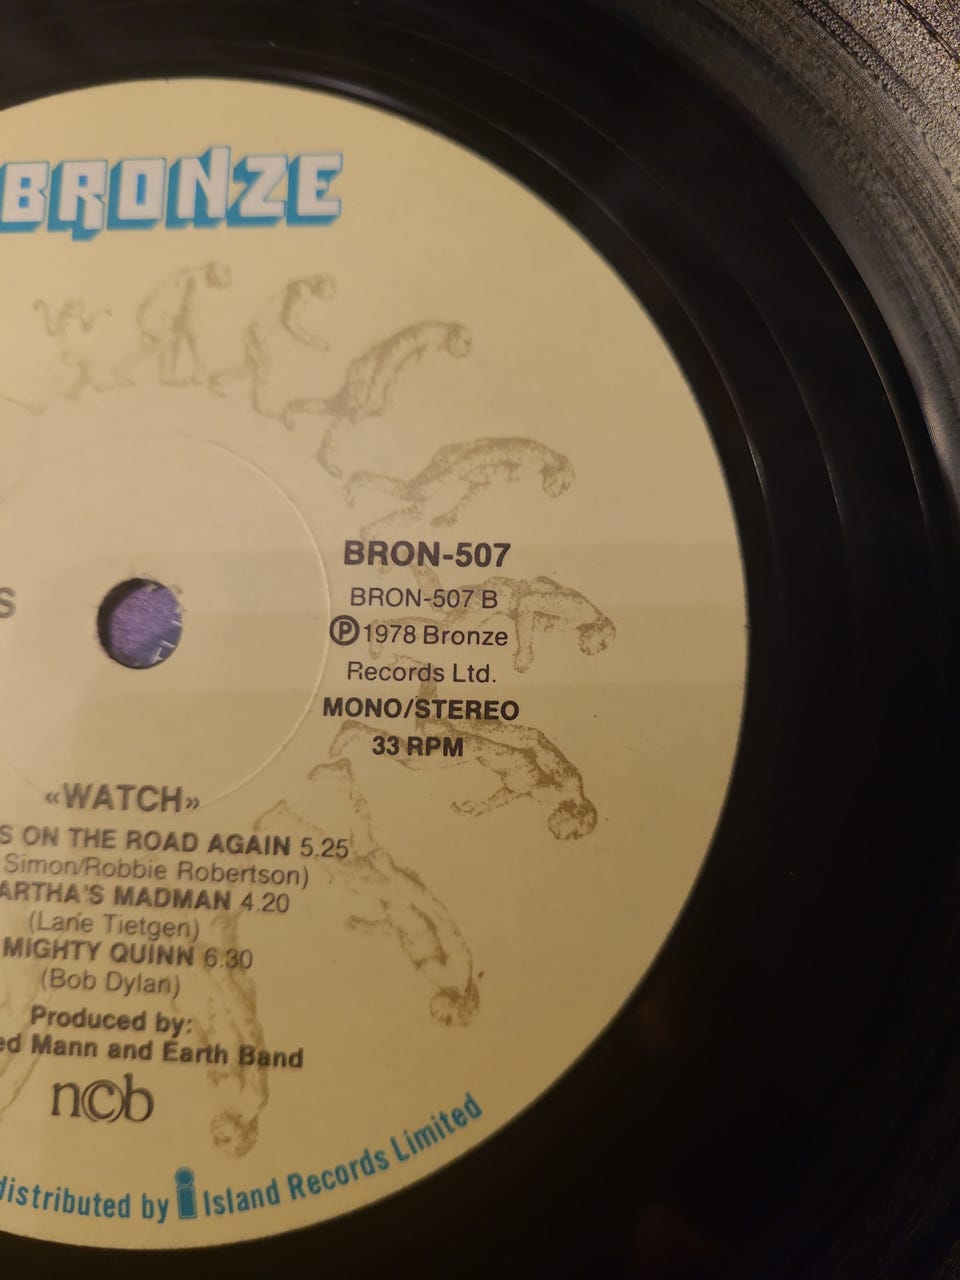 BRONZE
BRON-507
BRON-507 B
Ⓟ1978 Bronze
Records Ltd.
MONO/STEREO
33 RPM
S
«WATCH»
S ON THE ROAD AGAIN 5.25
Simon/Robbie Robertson)
ARTHA'S MADMAN 4.20
(Lane Tietgen)
MIGHTY QUINN 6.30
(Bob Dylan)
Produced by:
ed Mann and Earth Band
n©b
distributed by Island Records Limited